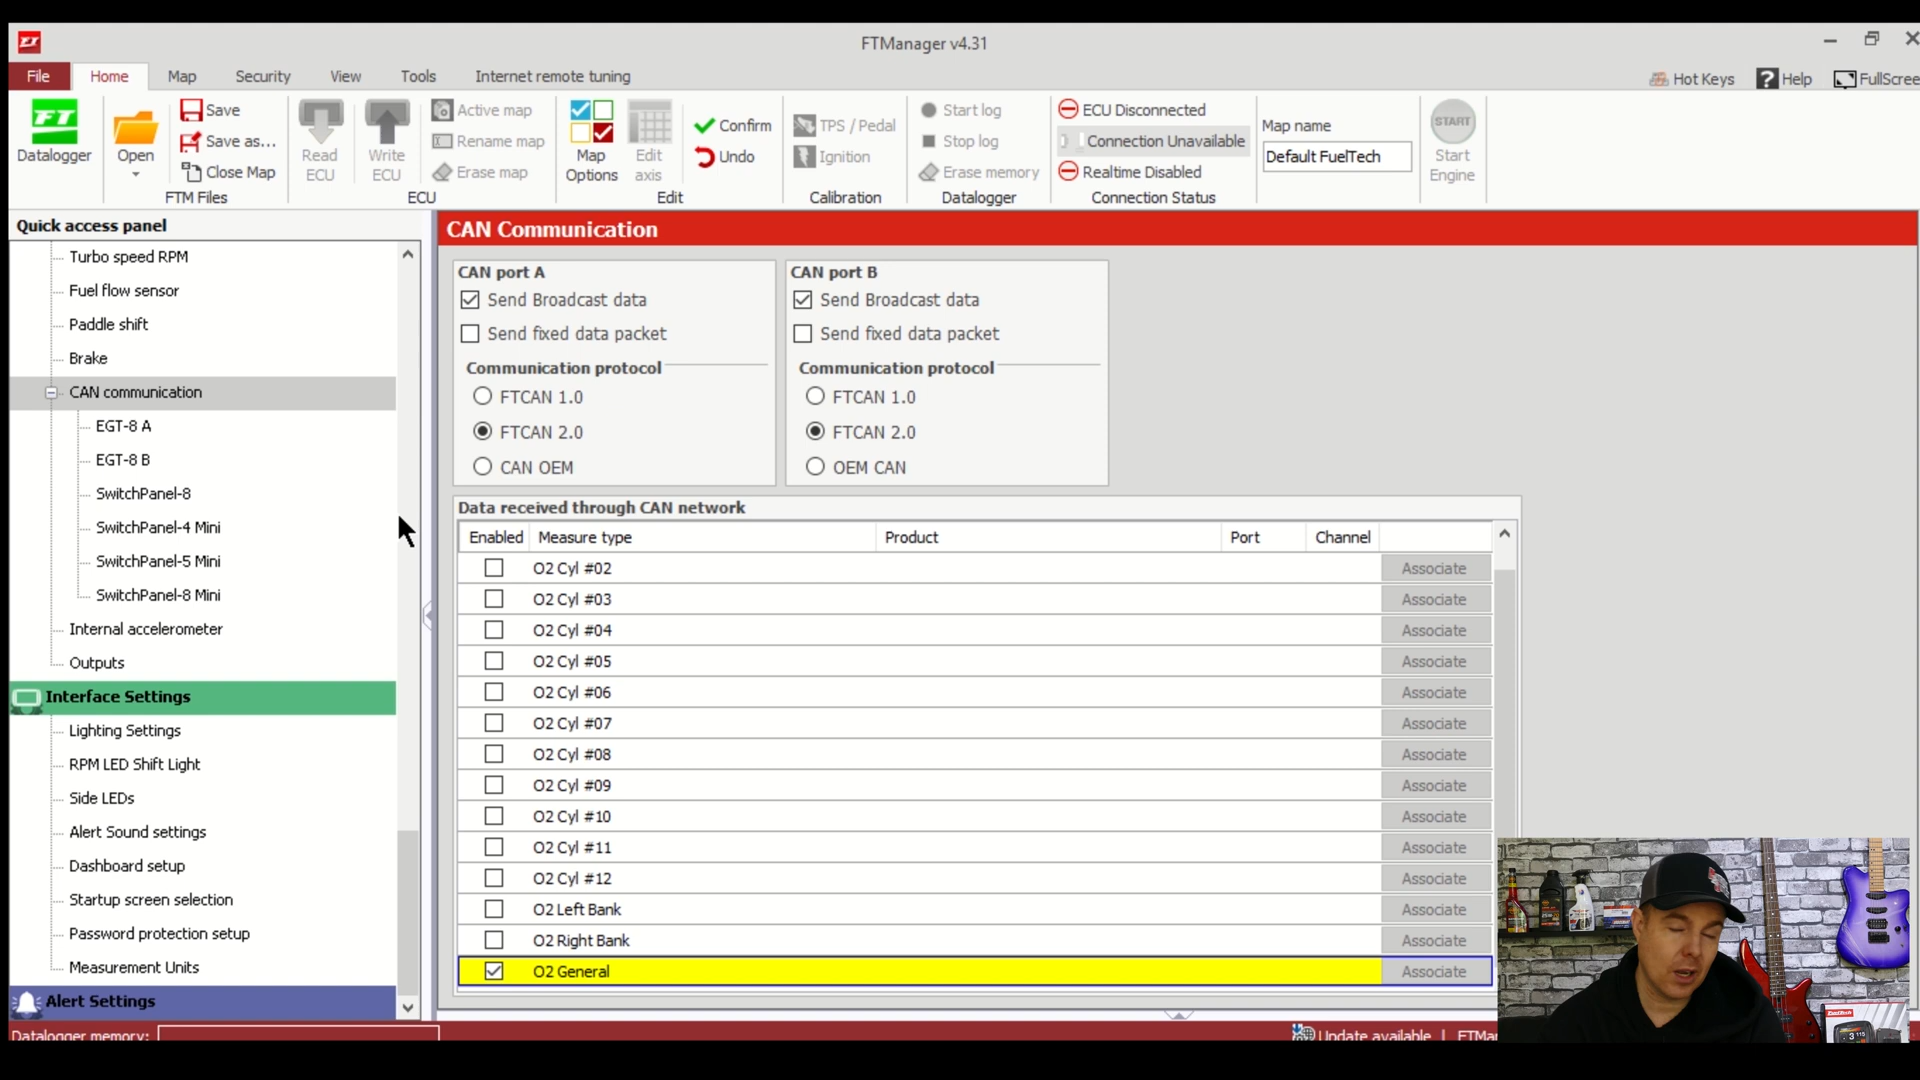 FTManager v4.31
File Home Map Security View Tools Internet remote tuning
Hot Keys ? Help FullScree
FT
Datalogger
Open
Save
Save as...
Close Map
FTM Files
Read ECU
Write ECU
Active map
Rename map
Erase map
ECU
Map Options
Edit axis
Confirm
Undo
Edit
TPS / Pedal
Ignition
Calibration
Start log
Stop log
Erase memory
Datalogger
ECU Disconnected
Connection Unavailable
Realtime Disabled
Connection Status
Map name
Default FuelTech
START
Start Engine
Quick access panel
Turbo speed RPM
Fuel flow sensor
Paddle shift
Brake
CAN communication
EGT-8 A
EGT-8 B
SwitchPanel-8
SwitchPanel-4 Mini
SwitchPanel-5 Mini
SwitchPanel-8 Mini
Internal accelerometer
Outputs
Interface Settings
Lighting Settings
RPM LED Shift Light
Side LEDs
Alert Sound settings
Dashboard setup
Startup screen selection
Password protection setup
Measurement Units
Alert Settings
CAN Communication
CAN port A
Send Broadcast data
Send fixed data packet
Communication protocol
FTCAN 1.0
FTCAN 2.0
CAN OEM
CAN port B
Send Broadcast data
Send fixed data packet
Communication protocol
FTCAN 1.0
FTCAN 2.0
OEM CAN
Data received through CAN network
Enabled Measure type Product Port Channel
O2 Cyl #02 Associate
O2 Cyl #03 Associate
O2 Cyl #04 Associate
O2 Cyl #05 Associate
O2 Cyl #06 Associate
O2 Cyl #07 Associate
O2 Cyl #08 Associate
O2 Cyl #09 Associate
O2 Cyl #10 Associate
O2 Cyl #11 Associate
O2 Cyl #12 Associate
O2 Left Bank Associate
O2 Right Bank Associate
O2 General Associate
Datalogger memory:
Update available | FTMa